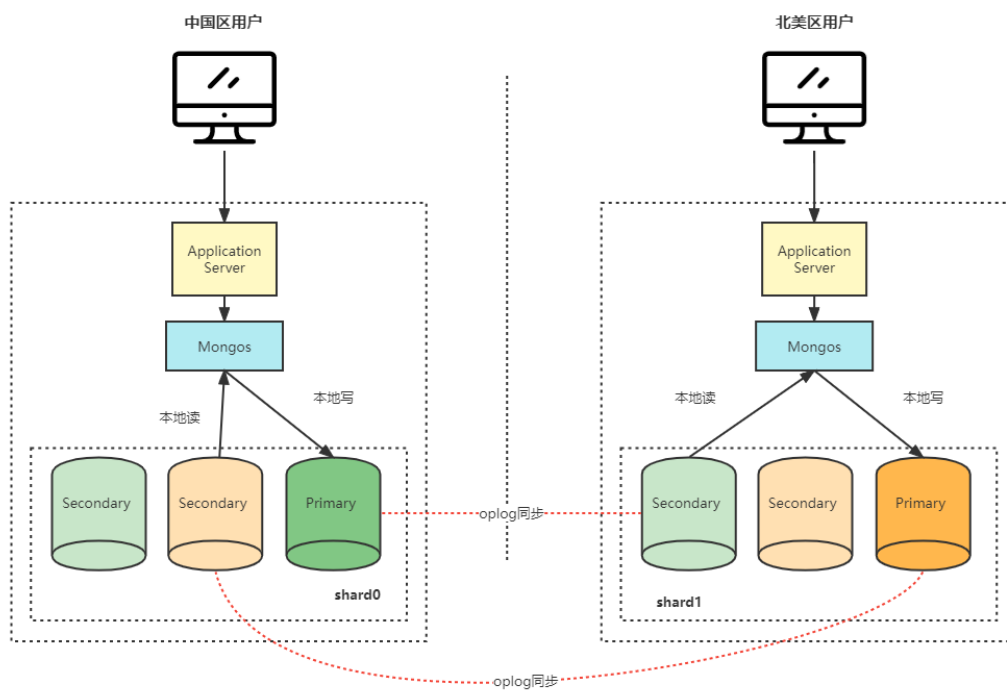 中国区用户
北美区用户
Application
Server
Application
Server
Mongos
Mongos
本地读
本地写
本地读
本地写
Secondary
Secondary
Primary
Secondary
Secondary
Primary
oplog同步
shard0
shard1
oplog同步